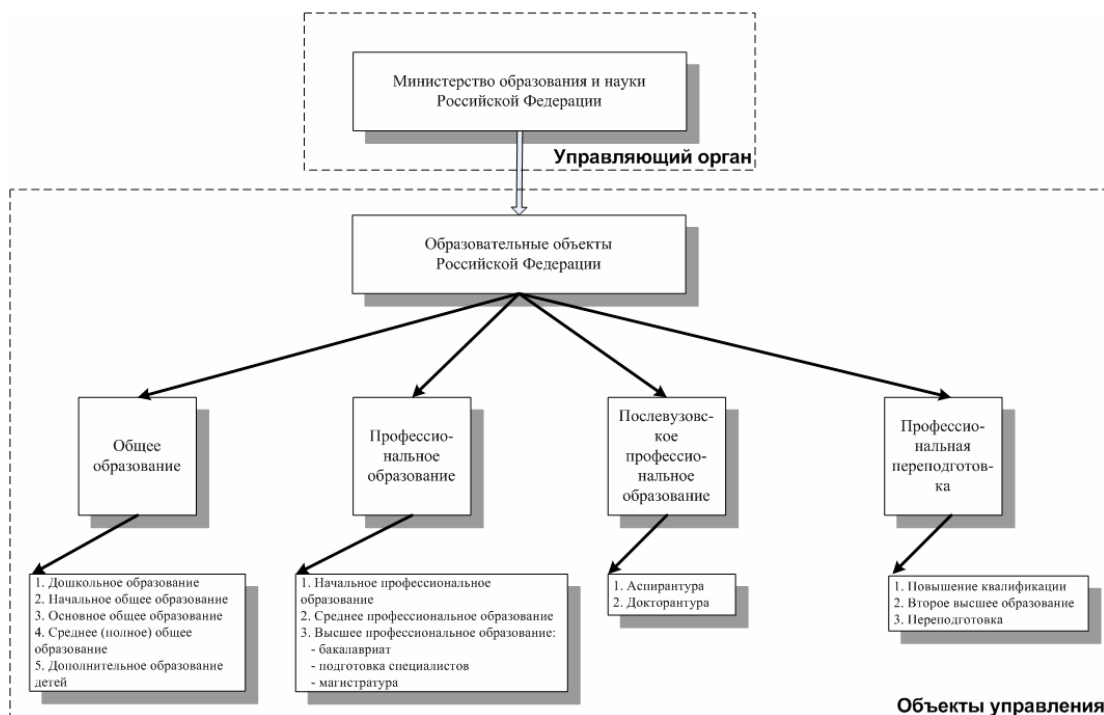 Министерство образования и науки
Российской Федерации
Управляющий орган
Образовательные объекты
Российской Федерации
Общее
образование
Профессио-
нальное
образование
Послевузовс-
кое
профессио-
нальное
образование
Профессио-
нальная
переподготов-
ка
1. Дошкольное образование
2. Начальное общее образование
3. Основное общее образование
4. Среднее (полное) общее
образование
5. Дополнительное образование
детей
1. Начальное профессиональное
образование
2. Среднее профессиональное образование
3. Высшее профессиональное образование:
- бакалавриат
- подготовка специалистов
- магистратура
1. Аспирантура
2. Докторантура
1. Повышение квалификации
2. Второе высшее образование
3. Переподготовка
Объекты управления